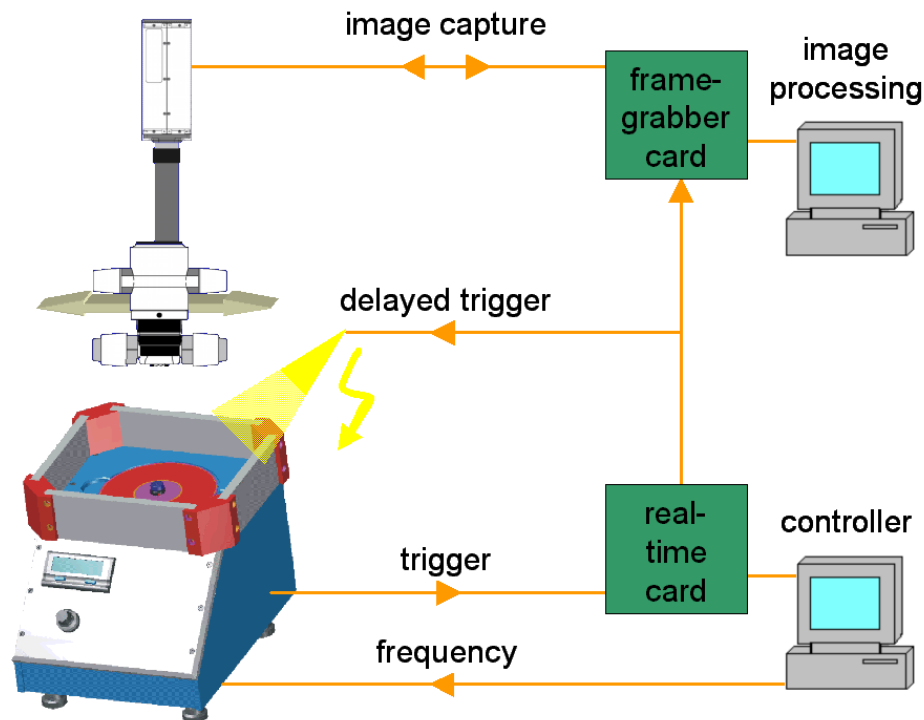 image capture
frame-
grabber
card
image
processing
delayed trigger
real-
time
card
controller
trigger
frequency